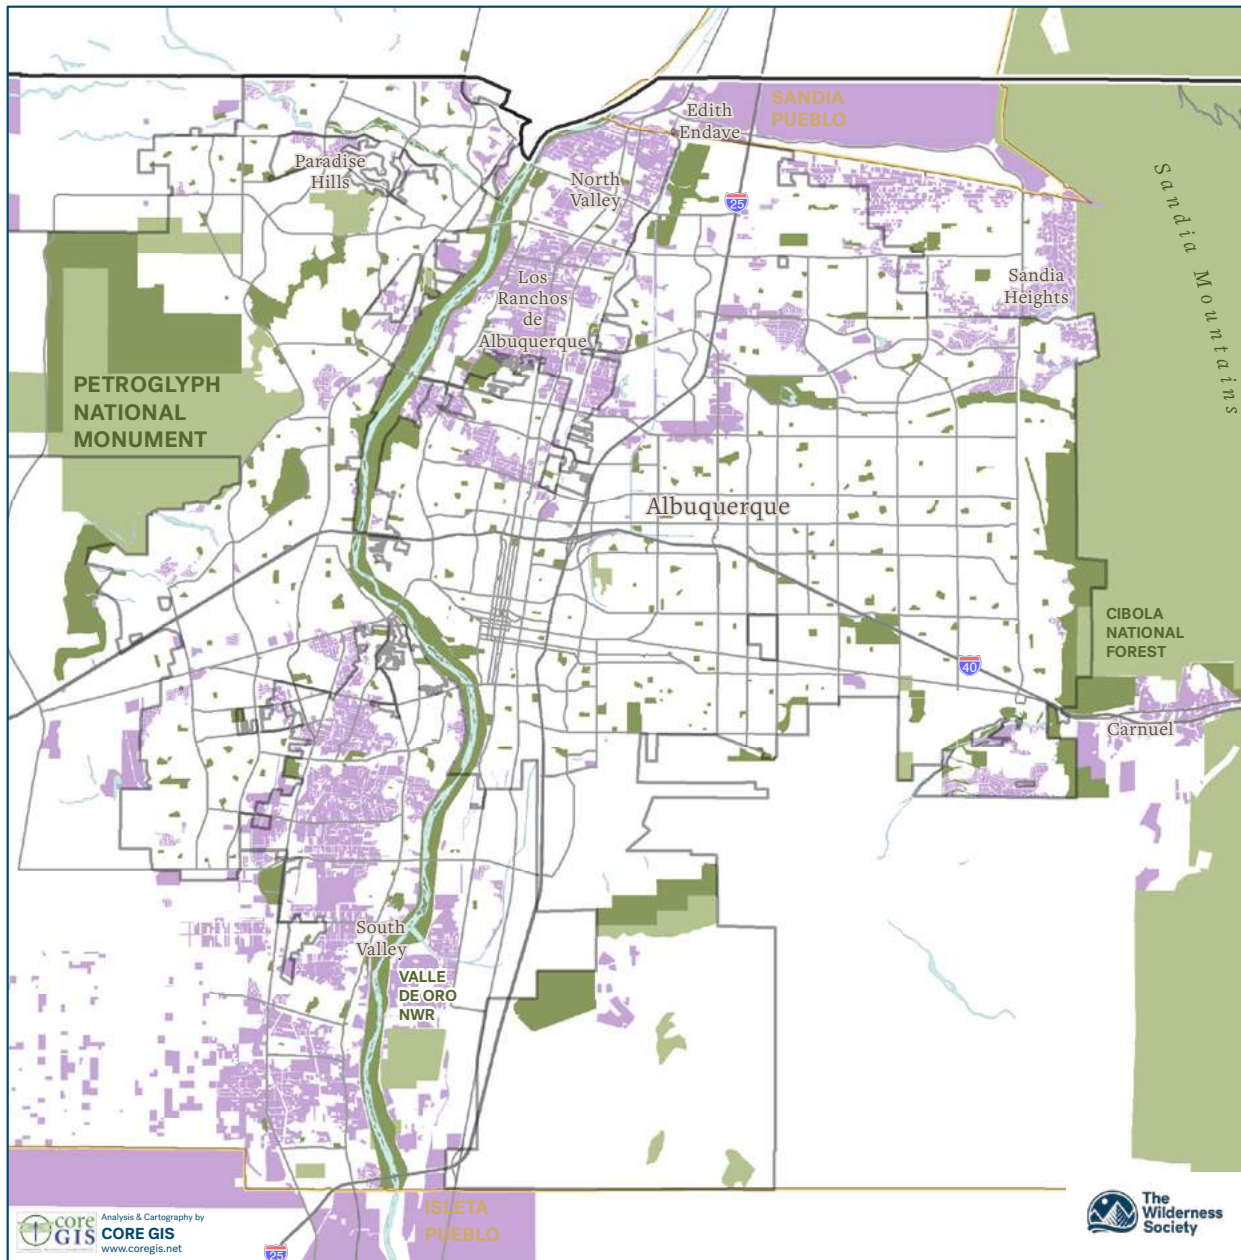 SANDIA
PUEBLO
Edith
Endave
Paradise
Hills
North
Valley
25
Sandia Mountains
Los
Ranchos
de
Albuquerque
Sandia
Heights
PETROGLYPH
NATIONAL
MONUMENT
Albuquerque
CIBOLA
NATIONAL
FOREST
40
Carnuel
South
Valley
VALLE
DE ORO
NWR
ISLETA
PUEBLO
25
core
GIS
Analysis & Cartography by
CORE GIS
www.coregis.net
The
Wilderness
Society